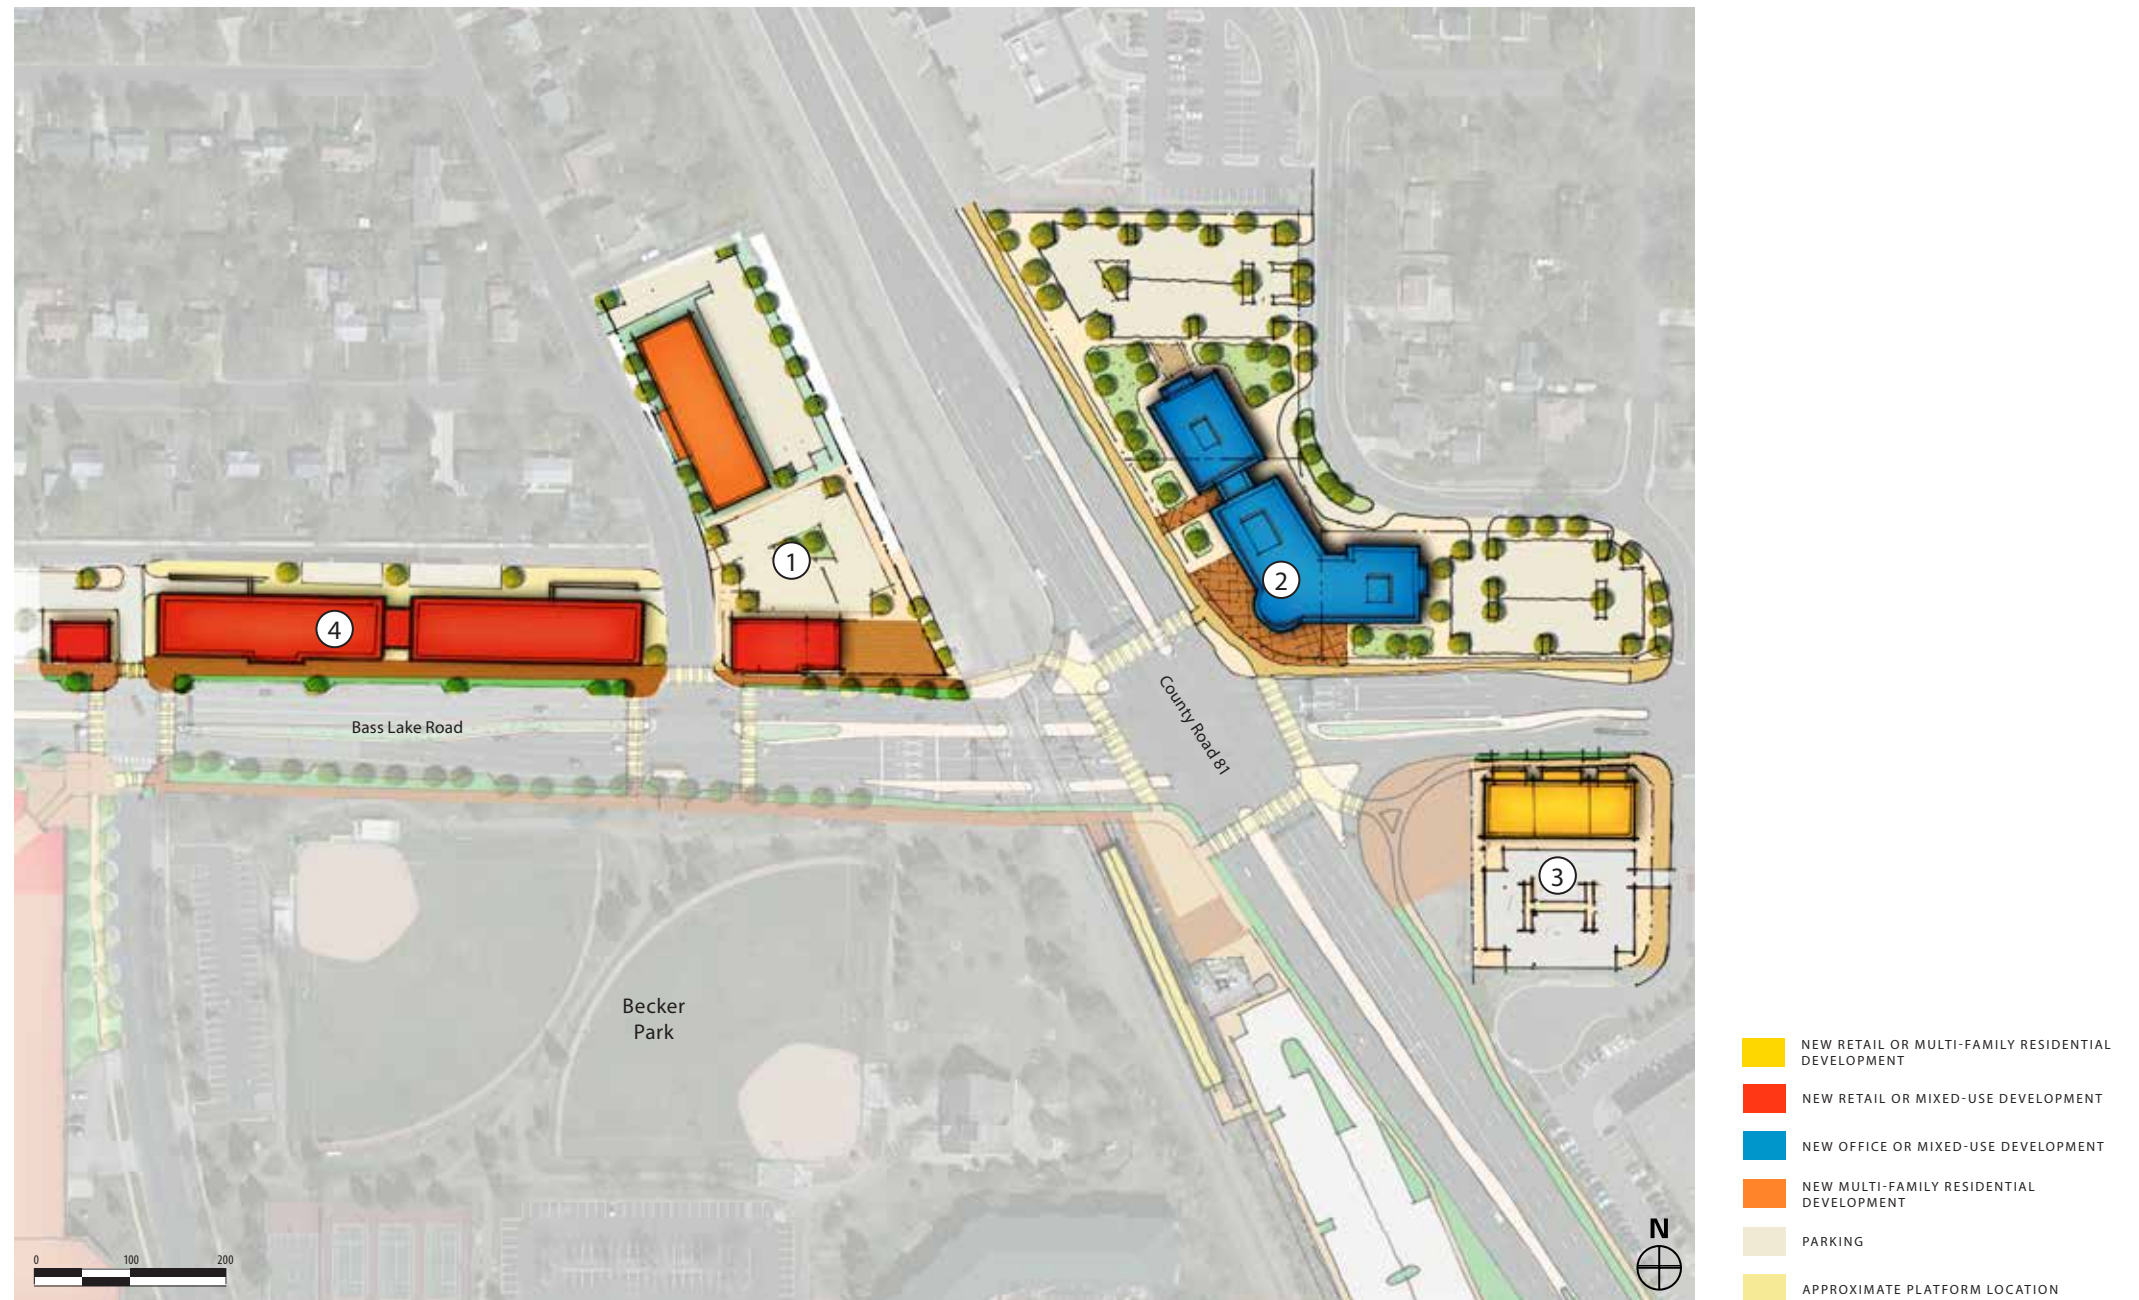 1
2
4
Bass Lake Road
County Road 81
3
Becker
Park
NEW RETAIL OR MULTI-FAMILY RESIDENTIAL
DEVELOPMENT
NEW RETAIL OR MIXED-USE DEVELOPMENT
NEW OFFICE OR MIXED-USE DEVELOPMENT
NEW MULTI-FAMILY RESIDENTIAL
DEVELOPMENT
PARKING
APPROXIMATE PLATFORM LOCATION
N
0 100 200